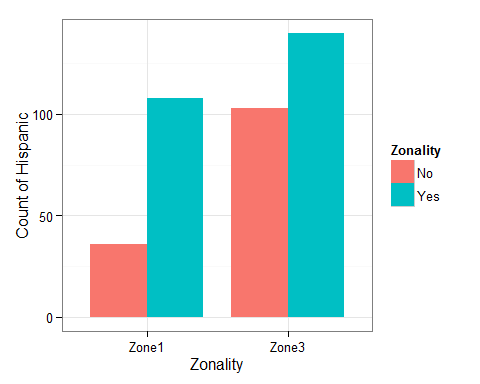 Count of Hispanic
100
50
0
Zone1 Zone3
Zonality
Zonality
No
Yes